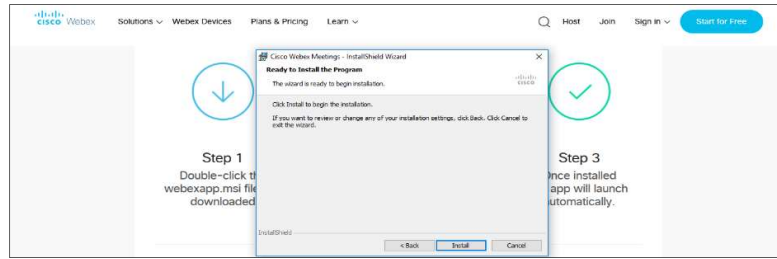 cisco Webex
Solutions
Webex Devices
Plans & Pricing
Learn
Host
Join
Sign in
Start for Free
Cisco Webex Meetings - InstallShield Wizard
Ready to Install the Program
The wizard is ready to begin installation.
cisco
Click Install to begin the installation.
If you want to review or change any of your installation settings, click Back. Click Cancel to
exit the wizard.
InstallShield
< Back
Install
Cancel
Step 1
Double-click th
webexapp.msi file
downloaded
Step 3
Once installed
app will launch
automatically.